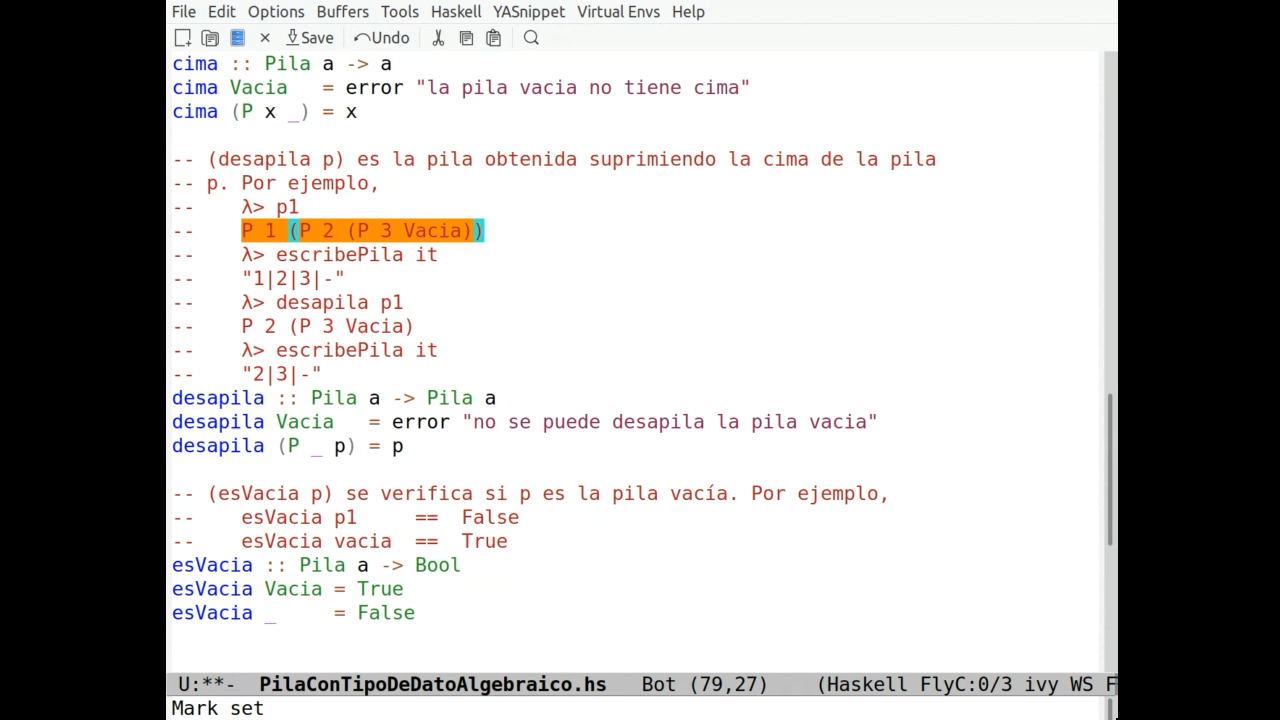 File Edit Options Buffers Tools Haskell YASnippet Virtual Envs Help
Save Undo
cima :: Pila a -> a
cima Vacia   = error "la pila vacia no tiene cima"
cima (P x _) = x
-- (desapila p) es la pila obtenida suprimiendo la cima de la pila
-- p. Por ejemplo,
--    λ> p1
--    P 1 (P 2 (P 3 Vacia))
--    λ> escribePila it
--    "1|2|3|-"
--    λ> desapila p1
--    P 2 (P 3 Vacia)
--    λ> escribePila it
--    "2|3|-"
desapila :: Pila a -> Pila a
desapila Vacia   = error "no se puede desapila la pila vacia"
desapila (P _ p) = p
-- (esVacia p) se verifica si p es la pila vacía. Por ejemplo,
--    esVacia p1     ==  False
--    esVacia vacia  ==  True
esVacia :: Pila a -> Bool
esVacia Vacia = True
esVacia _     = False
U:**-  PilaConTipoDeDatoAlgebraico.hs   Bot (79,27)    (Haskell FlyC:0/3 ivy WS F
Mark set